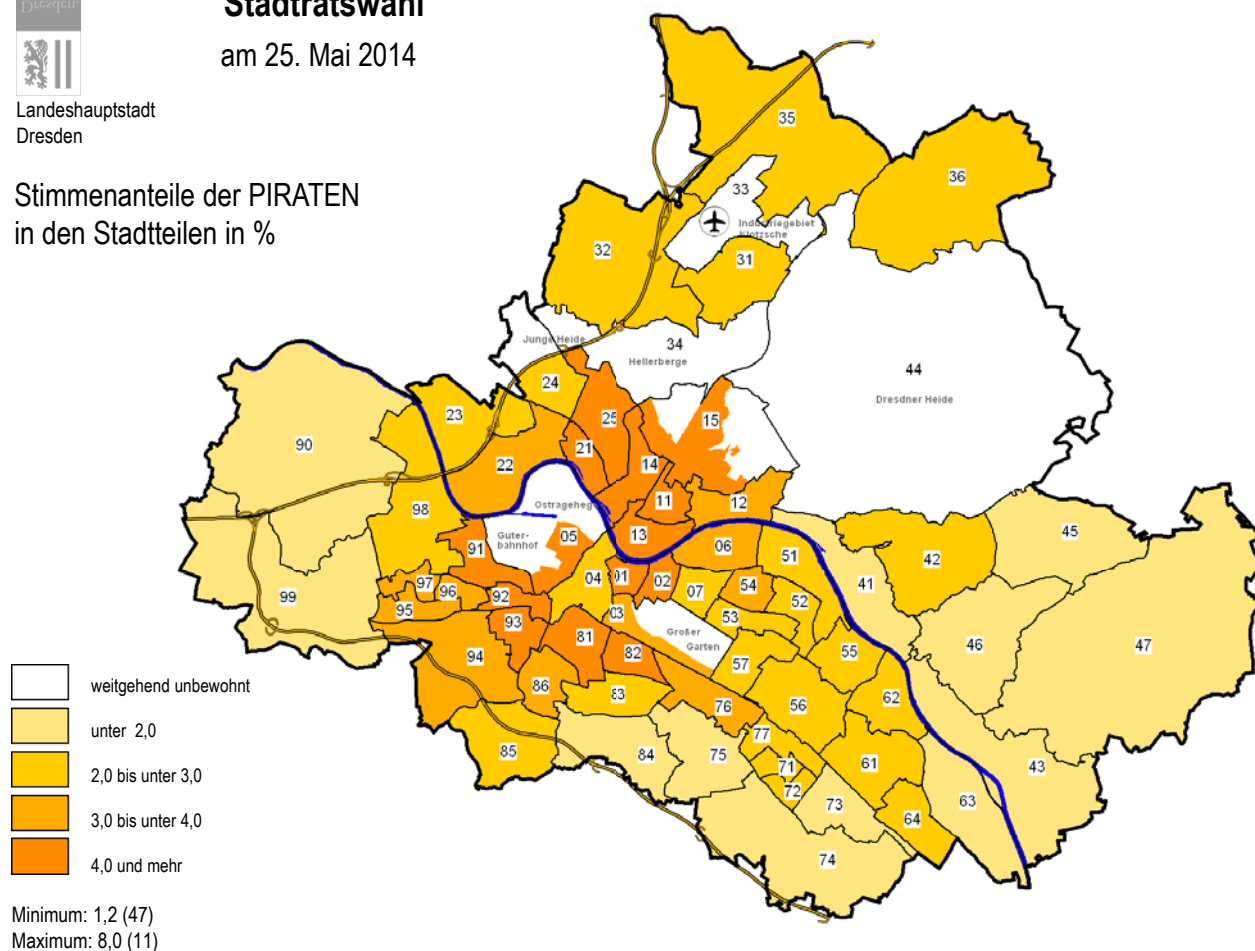 Dresden.
Stadtratswahl
am 25. Mai 2014
Landeshauptstadt
Dresden
Stimmenanteile der PIRATEN
in den Stadtteilen in %
35
36
33
Industriegebiet
Klotzsche
32
31
Junge Heide
34
Hellerberge
24
44
Dresdner Heide
23
25
15
90
21
22
14
11
12
Ostragehege
98
45
Güter-
bahnhof
05
13
91
06
51
42
41
04
01
02
97
96
92
07
54
52
99
95
03
53
93
81
Großer
Garten
46
47
94
82
57
55
86
83
62
76
56
85
84
75
77
61
43
71
72
73
63
64
74
weitgehend unbewohnt
unter 2,0
2,0 bis unter 3,0
3,0 bis unter 4,0
4,0 und mehr
Minimum: 1,2 (47)
Maximum: 8,0 (11)